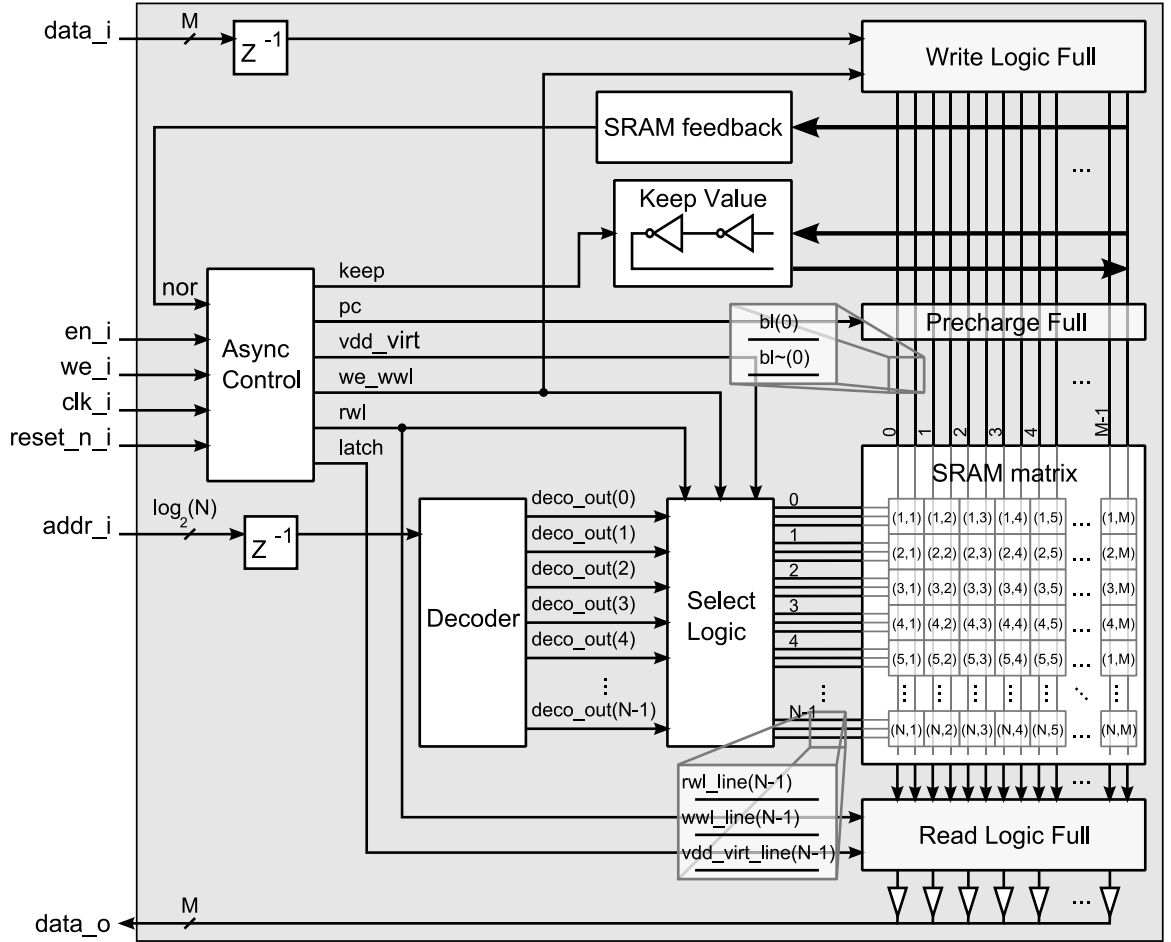 data_i
M
Z -1
Write Logic Full
SRAM feedback
...
Keep Value
nor
keep
pc
vdd_virt
we_wwl
rwl
latch
en_i
we_i
clk_i
reset_n_i
Async
Control
bl(0)
bl~(0)
Precharge Full
...
0
1
2
3
4
M-1
SRAM matrix
addr_i
log2(N)
Z -1
Decoder
deco_out(0)
deco_out(1)
deco_out(2)
deco_out(3)
deco_out(4)
...
deco_out(N-1)
Select
Logic
0
1
2
3
4
...
N-1
(1,1) (1,2) (1,3) (1,4) (1,5) ... (1,M)
(2,1) (2,2) (2,3) (2,4) (2,5) ... (2,M)
(3,1) (3,2) (3,3) (3,4) (3,5) ... (3,M)
(4,1) (4,2) (4,3) (4,4) (4,5) ... (4,M)
(5,1) (5,2) (5,3) (5,4) (5,5) ... (1,M)
... ... ... ... ... ... ...
(N,1) (N,2) (N,3) (N,4) (N,5) ... (N,M)
rwl_line(N-1)
wwl_line(N-1)
vdd_virt_line(N-1)
...
Read Logic Full
...
data_o
M